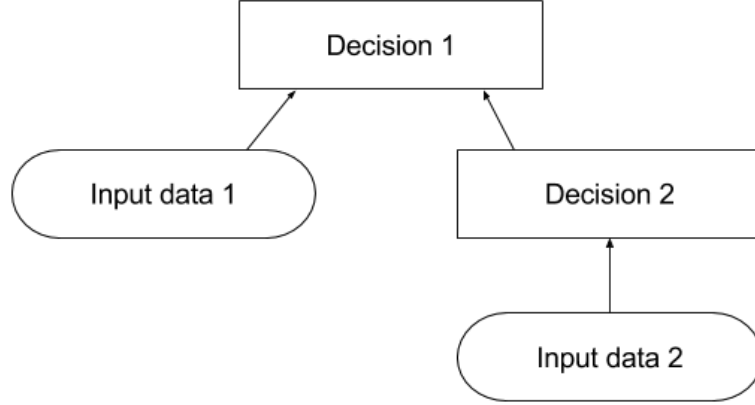 Decision 1
Input data 1
Decision 2
Input data 2